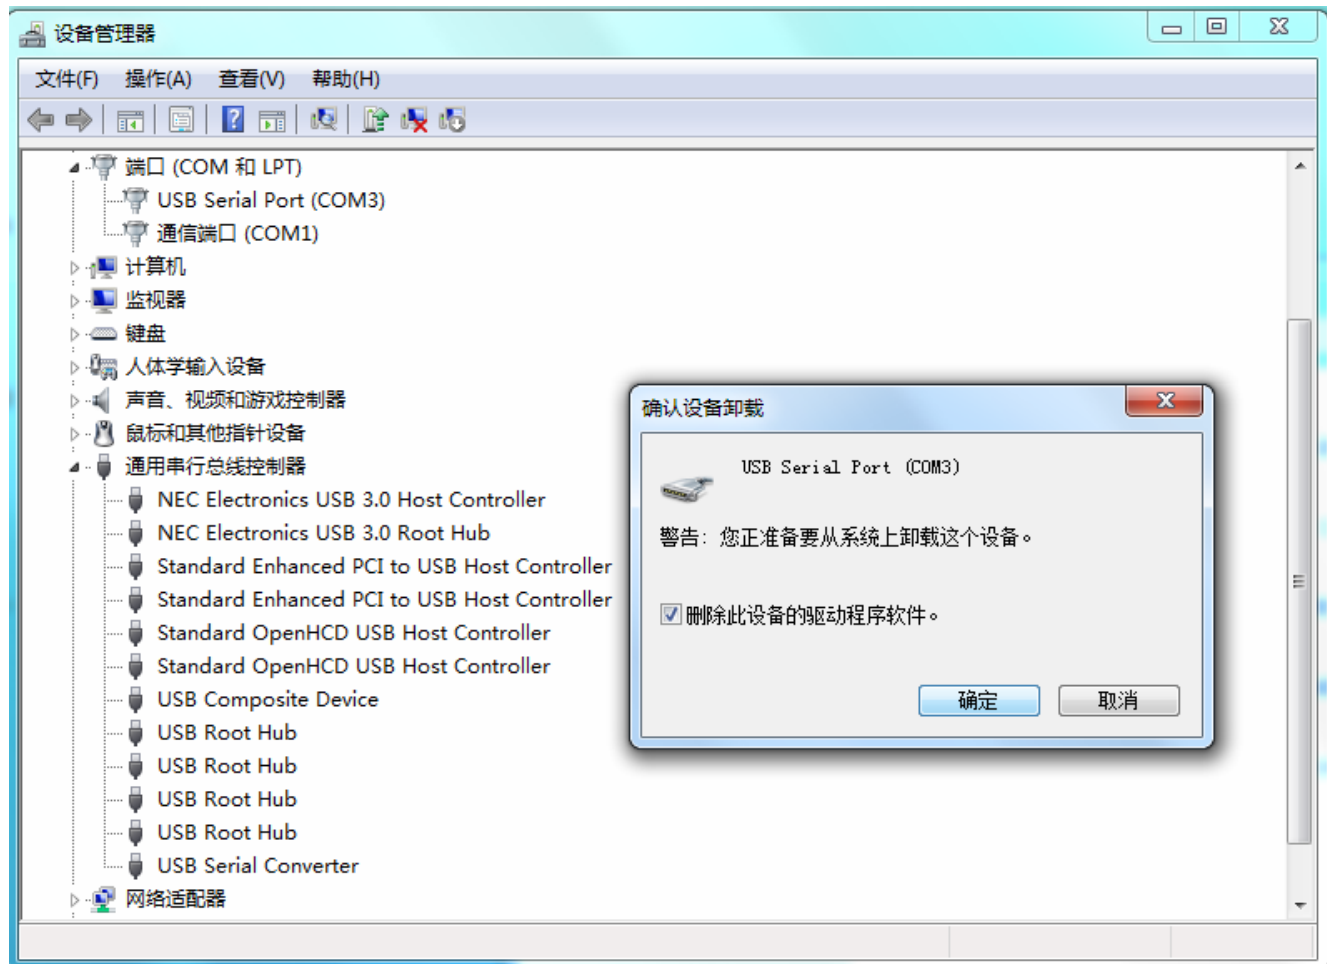 设备管理器
文件(F) 操作(A) 查看(V) 帮助(H)
端口 (COM 和 LPT)
USB Serial Port (COM3)
通信端口 (COM1)
计算机
监视器
键盘
人体学输入设备
声音、视频和游戏控制器
鼠标和其他指针设备
通用串行总线控制器
NEC Electronics USB 3.0 Host Controller
NEC Electronics USB 3.0 Root Hub
Standard Enhanced PCI to USB Host Controller
Standard Enhanced PCI to USB Host Controller
Standard OpenHCD USB Host Controller
Standard OpenHCD USB Host Controller
USB Composite Device
USB Root Hub
USB Root Hub
USB Root Hub
USB Root Hub
USB Serial Converter
网络适配器
确认设备卸载
USB Serial Port (COM3)
警告: 您正准备要从系统上卸载这个设备。
删除此设备的驱动程序软件。
确定 取消